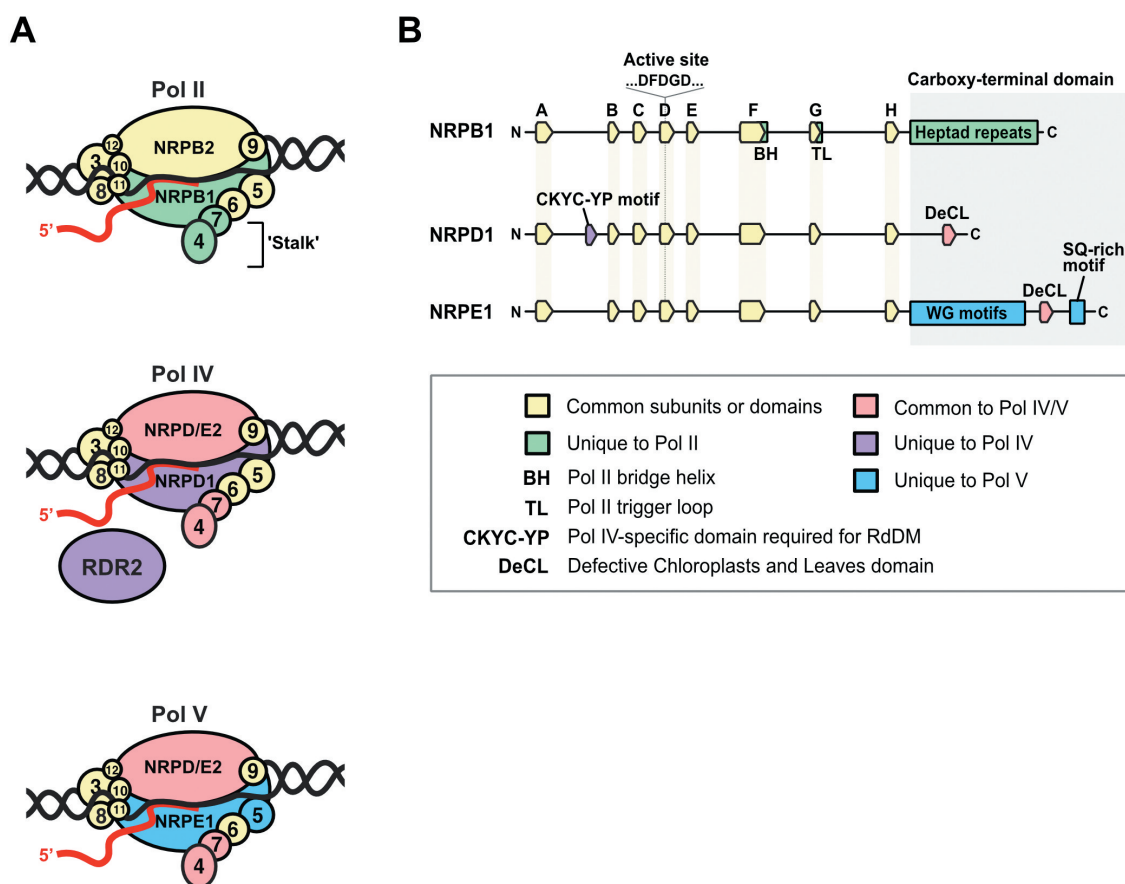 A
Pol II
NRPB2
9
12
3
10
11
8
NRPB1
5
6
7
4
5'
'Stalk'
Pol IV
NRPD/E2
9
12
3
10
11
8
NRPD1
5
6
7
4
5'
RDR2
Pol V
NRPD/E2
9
12
3
10
11
8
NRPE1
5
6
7
4
5'
B
Active site
...DFDGD...
Carboxy-terminal domain
A B C D E F G H
NRPB1 N Heptad repeats C
BH TL
CKYC-YP motif
DeCL
NRPD1 N C
SQ-rich
motif
DeCL
NRPE1 N WG motifs C
Common subunits or domains
Common to Pol IV/V
Unique to Pol II
Unique to Pol IV
BH Pol II bridge helix
Unique to Pol V
TL Pol II trigger loop
CKYC-YP Pol IV-specific domain required for RdDM
DeCL Defective Chloroplasts and Leaves domain